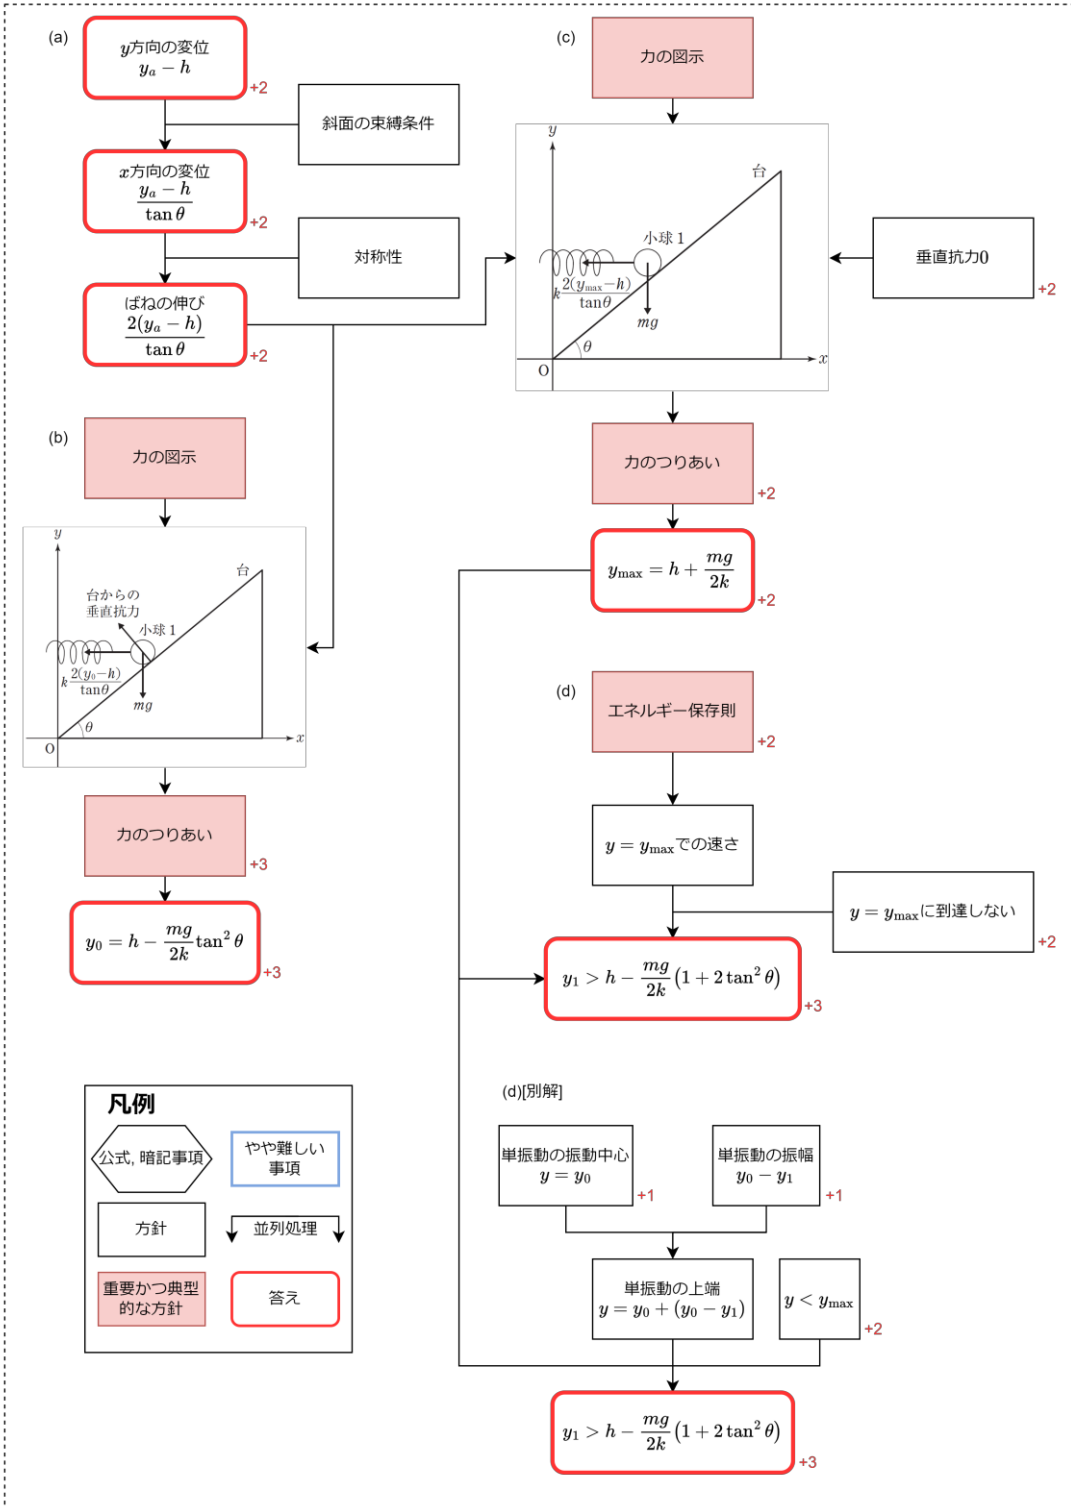 (a)
y方向の変位
y_a − h
+2
斜面の束縛条件
x方向の変位
(y_a − h)/tan θ
+2
対称性
ばねの伸び
2(y_a − h)/tan θ
+2
(b)
力の図示
y
台
台からの
垂直抗力
小球 1
k 2(y_0−h)/tanθ
mg
θ
O
x
力のつりあい
+3
y_0 = h − (mg/2k) tan² θ
+3
(c)
力の図示
y
台
小球 1
k 2(y_max−h)/tanθ
mg
θ
O
x
垂直抗力0
+2
力のつりあい
+2
y_max = h + mg/2k
+2
(d)
エネルギー保存則
+2
y = y_maxでの速さ
y = y_maxに到達しない
+2
y_1 > h − (mg/2k)(1 + 2 tan² θ)
+3
(d)[別解]
単振動の振動中心
y = y_0
+1
単振動の振幅
y_0 − y_1
+1
単振動の上端
y = y_0 + (y_0 − y_1)
y < y_max
+2
y_1 > h − (mg/2k)(1 + 2 tan² θ)
+3
凡例
公式, 暗記事項
やや難しい
事項
方針
並列処理
重要かつ典型
的な方針
答え